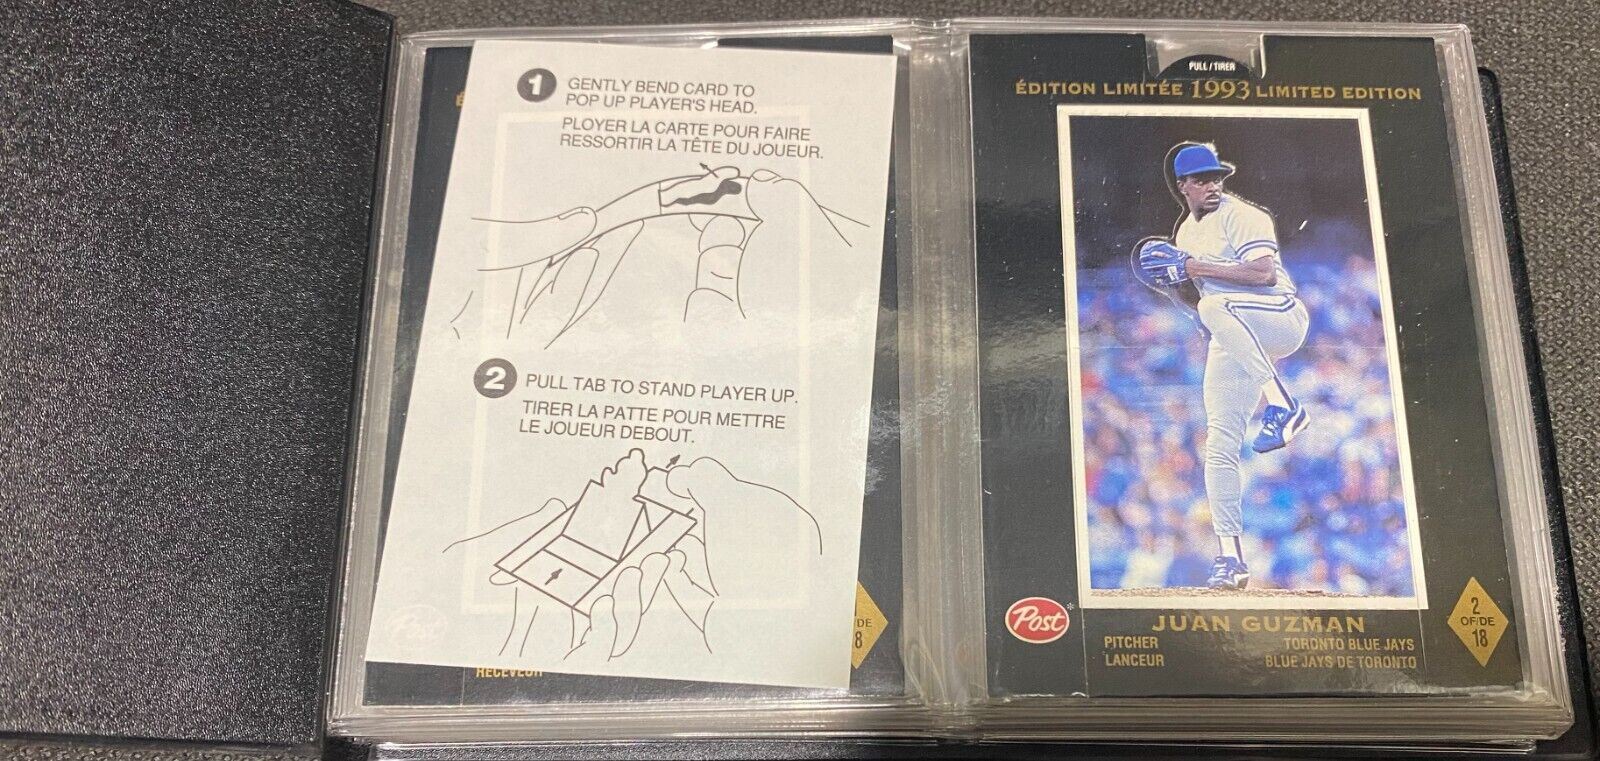 1
GENTLY BEND CARD TO
POP UP PLAYER'S HEAD.
PLOYER LA CARTE POUR FAIRE
RESSORTIR LA TÊTE DU JOUEUR.
2
PULL TAB TO STAND PLAYER UP.
TIRER LA PATTE POUR METTRE
LE JOUEUR DEBOUT.
Post
/DE
8
RECEVEUR
PULL/TIRER
ÉDITION LIMITÉE 1993 LIMITED EDITION
Post
JUAN GUZMAN
PITCHER TORONTO BLUE JAYS
LANCEUR BLUE JAYS DE TORONTO
2
OF/DE
18